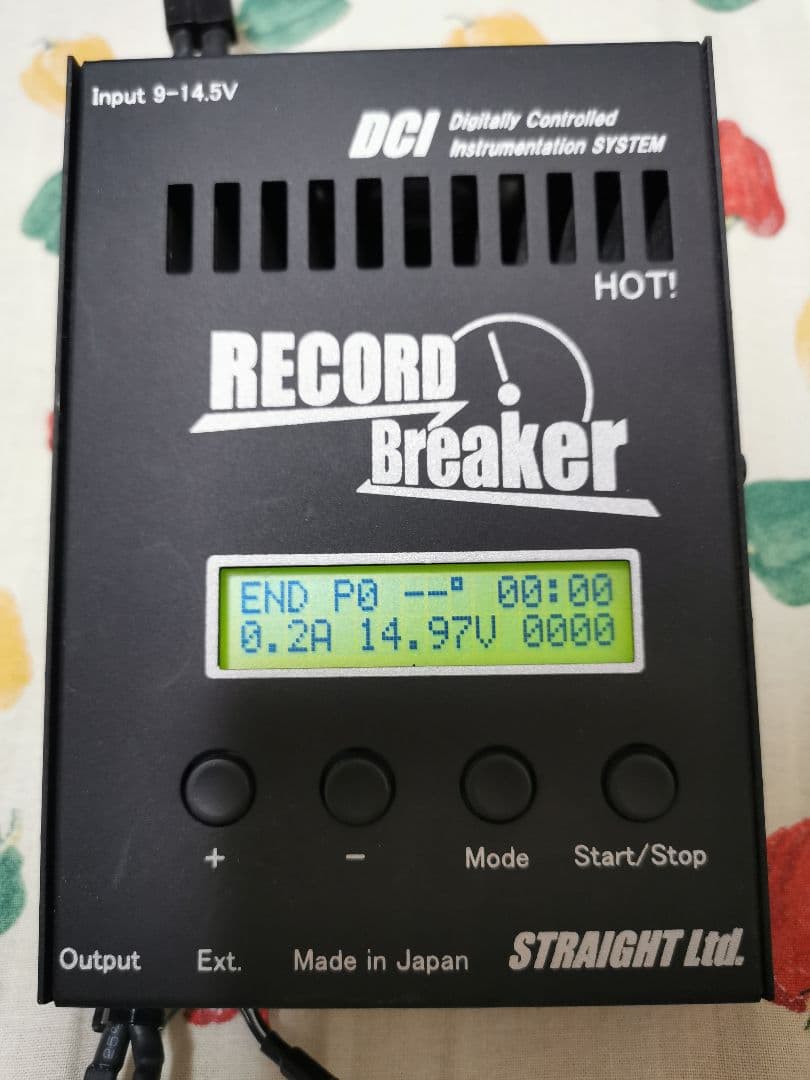 Input 9-14.5V
DCI Digitally Controlled
Instrumentation SYSTEM
HOT!
RECORD
Breaker
END P0 --° 00:00
0.2A 14.97V 0000
+ - Mode Start/Stop
Output Ext. Made in Japan STRAIGHT Ltd.